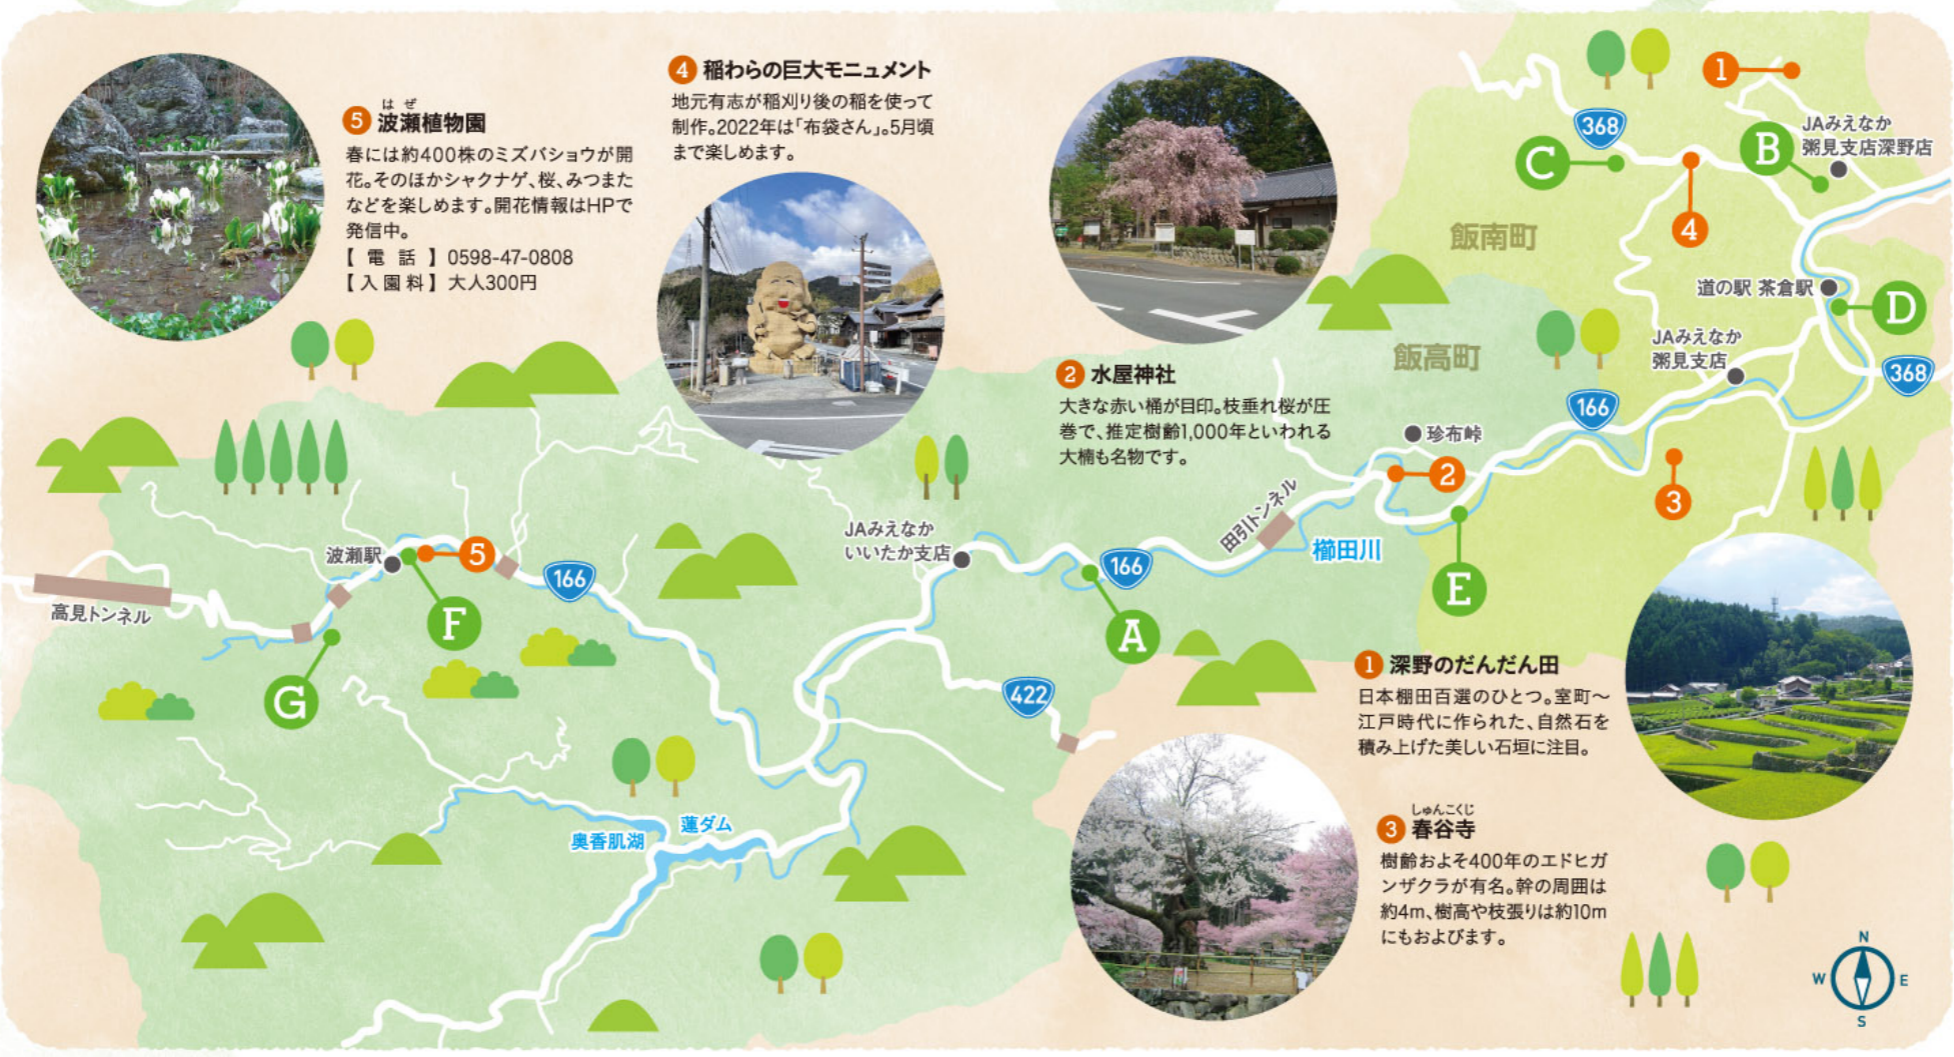 はぜ
5 波瀬植物園
春には約400株のミズバショウが開
花。そのほかシャクナゲ、桜、みつまた
などを楽しめます。開花情報はHPで
発信中。
【 電 話 】 0598-47-0808
【入園料】大人300円
4 稲わらの巨大モニュメント
地元有志が稲刈り後の稲を使って
制作。2022年は「布袋さん」。5月頃
まで楽しめます。
2 水屋神社
大きな赤い桶が目印。枝垂れ桜が圧
巻で、推定樹齢1,000年といわれる
大楠も名物です。
1
368
JAみえなか
粥見支店深野店
B
C
4
飯南町
道の駅 茶倉駅
D
JAみえなか
粥見支店
368
飯高町
166
珍布峠
2
3
田引トンネル
櫛田川
E
JAみえなか
いいたか支店
166
A
波瀬駅
5
166
F
高見トンネル
G
422
奥香肌湖
蓮ダム
1 深野のだんだん田
日本棚田百選のひとつ。室町～
江戸時代に作られた、自然石を
積み上げた美しい石垣に注目。
しゅんこくじ
3 春谷寺
樹齢およそ400年のエドヒガ
ンザクラが有名。幹の周囲は
約4m、樹高や枝張りは約10m
にもおよびます。
N
W E
S